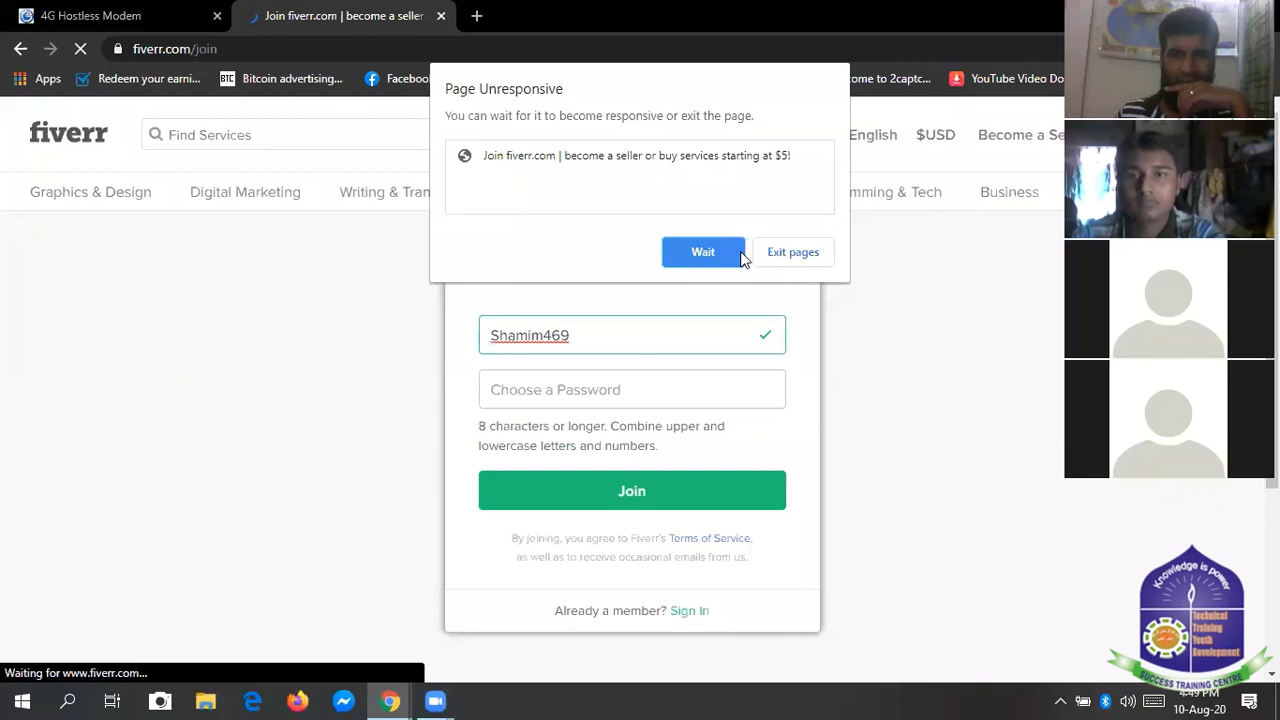 4G Hostless Modem
Join fiverr.com | become a seller
fiverr.com/join
Apps
Redeem your earni...
BTC
Bitcoin advertising...
Facebook
ome to 2captc...
YouTube Video Do
Page Unresponsive
You can wait for it to become responsive or exit the page.
Join fiverr.com | become a seller or buy services starting at $5!
Wait
Exit pages
fiverr
Find Services
English
$USD
Become a Se
Graphics & Design
Digital Marketing
Writing & Tran
mming & Tech
Business
Shamim469
Choose a Password
8 characters or longer. Combine upper and
lowercase letters and numbers.
Join
By joining, you agree to Fiverr's Terms of Service,
as well as to receive occasional emails from us.
Already a member? Sign In
Waiting for www.fiverr.com...
Knowledge is power
Technical
Training
Youth
Development
SUCCESS TRAINING CENTRE
4:49 PM
10-Aug-20